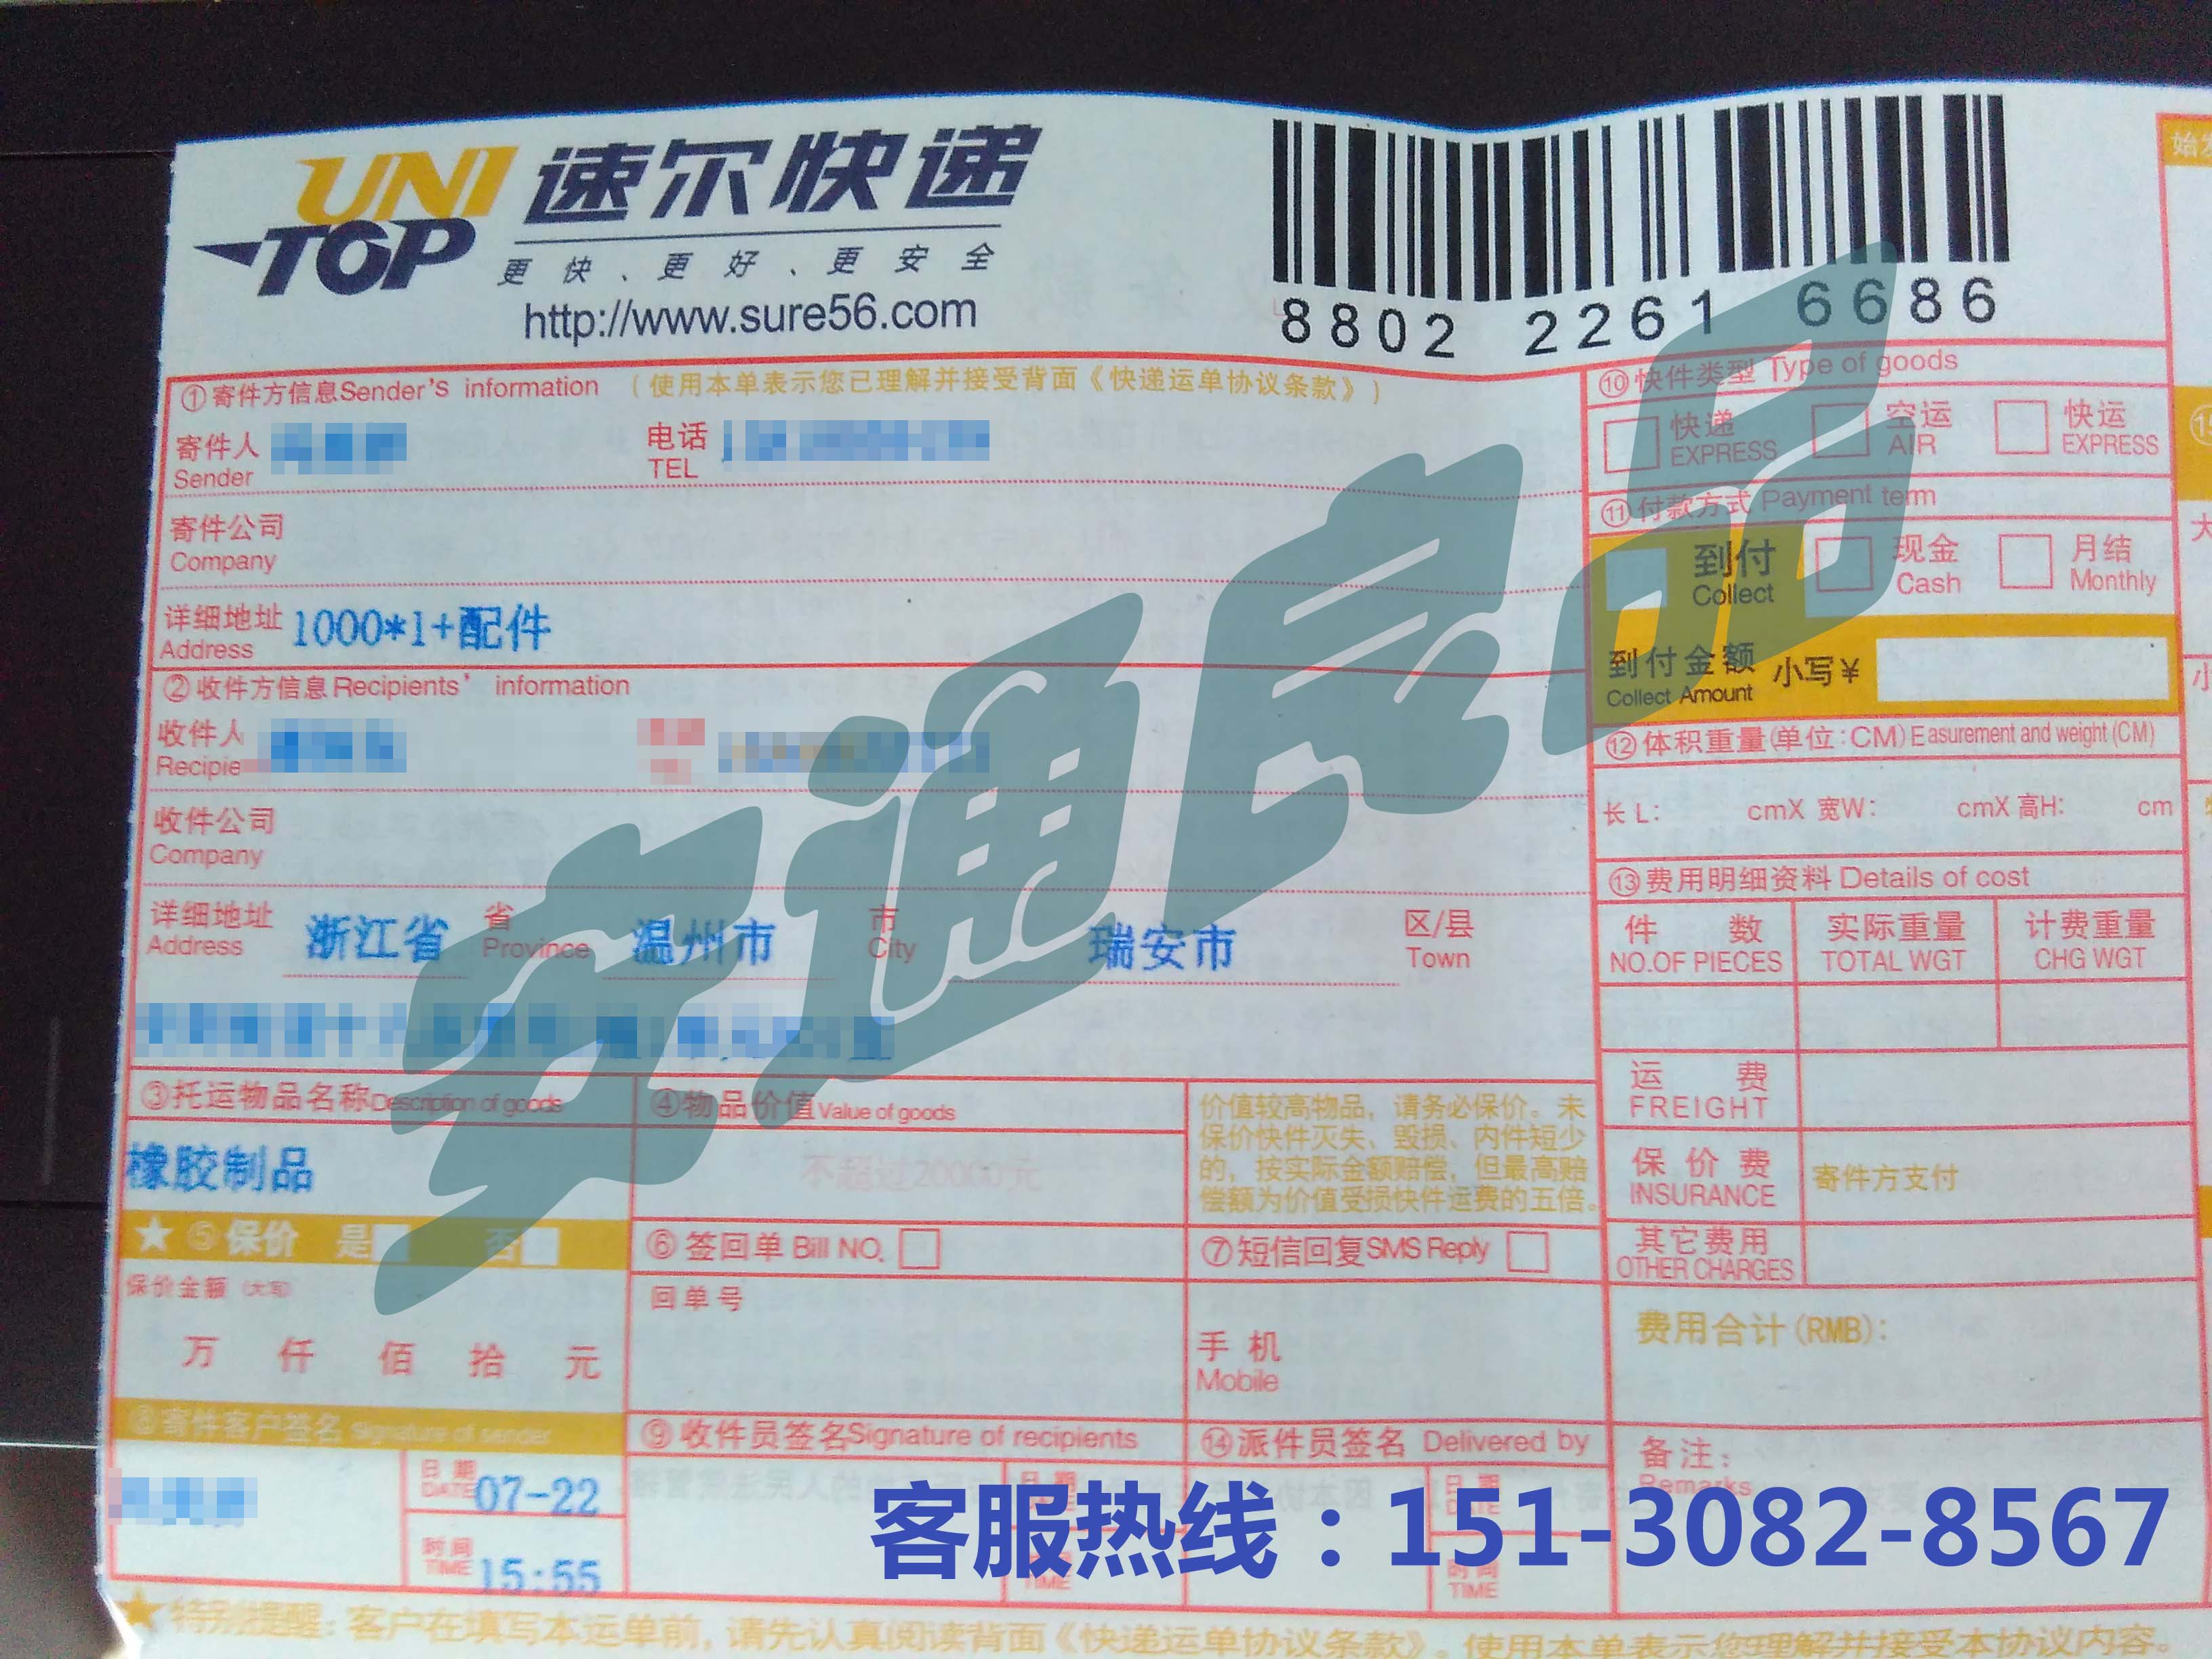 UNI TOP 速尔快递
更快、更好、更安全
http://www.sure56.com
8802 2261 6686
①寄件方信息Sender's information （使用本单表示您已理解并接受背面《快递运单协议条款》）
寄件人 Sender
电话 TEL
寄件公司
Company
详细地址 Address 1000*1+配件
②收件方信息Recipients' information
收件人
Recipie
收件公司
Company
详细地址 Address 浙江省 省 Province 温州市 市 City 瑞安市 区/县 Town
③托运物品名称Description of goods
橡胶制品
④物品价值Value of goods
不超过20000元
价值较高物品，请务必保价。未
保价快件灭失、毁损、内件短少
的，按实际金额赔偿，但最高赔
偿额为价值受损快件运费的五倍。
★⑤保价 是 否
保价金额（大写）
万 仟 佰 拾 元
⑥签回单 Bill NO.
回单号
⑦短信回复SMS Reply
手机
Mobile
⑧寄件客户签名 Signature of sender
日期 DATE 07-22
时间 TIME 15:55
⑨收件员签名Signature of recipients
日期
TIME
⑭派件员签名 Delivered by
日期 DATE
时间 TIME
⑩快件类型 Type of goods
快递 EXPRESS
空运 AIR
快运 EXPRESS
⑪付款方式 Payment term
到付 Collect
现金 Cash
月结 Monthly
到付金额 小写￥
Collect Amount
⑫体积重量(单位:CM)Easurement and weight(CM)
长 L: cmX 宽W: cmX 高H: cm
⑬费用明细资料 Details of cost
件数 NO.OF PIECES
实际重量 TOTAL WGT
计费重量 CHG WGT
运费 FREIGHT
保价费 INSURANCE 寄件方支付
其它费用 OTHER CHARGES
费用合计(RMB):
备注:
Remarks
始发
⑮
大
小
安通良品
客服热线：151-3082-8567
★特别提醒：客户在填写本运单前，请先认真阅读背面《快递运单协议条款》。使用本单表示您理解并接受本协议内容。